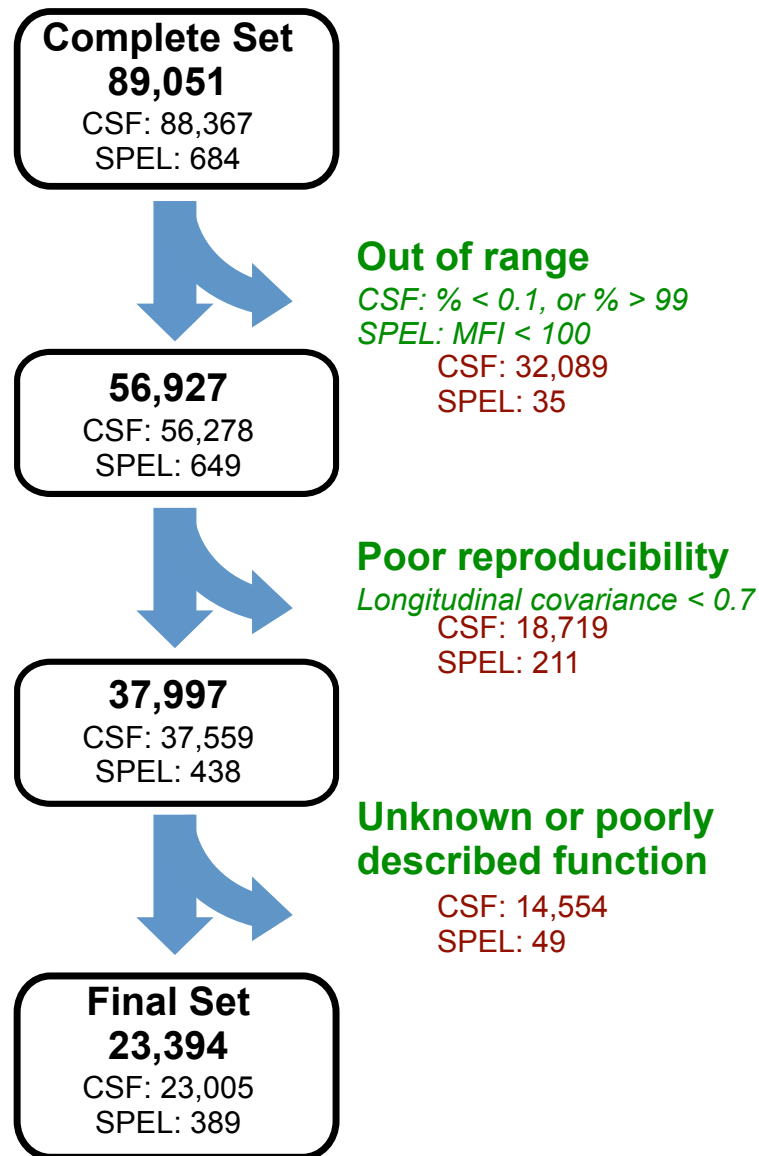 Complete Set
89,051
CSF: 88,367
SPEL: 684
Out of range
CSF: % < 0.1, or % > 99
SPEL: MFI < 100
CSF: 32,089
SPEL: 35
56,927
CSF: 56,278
SPEL: 649
Poor reproducibility
Longitudinal covariance < 0.7
CSF: 18,719
SPEL: 211
37,997
CSF: 37,559
SPEL: 438
Unknown or poorly
described function
CSF: 14,554
SPEL: 49
Final Set
23,394
CSF: 23,005
SPEL: 389